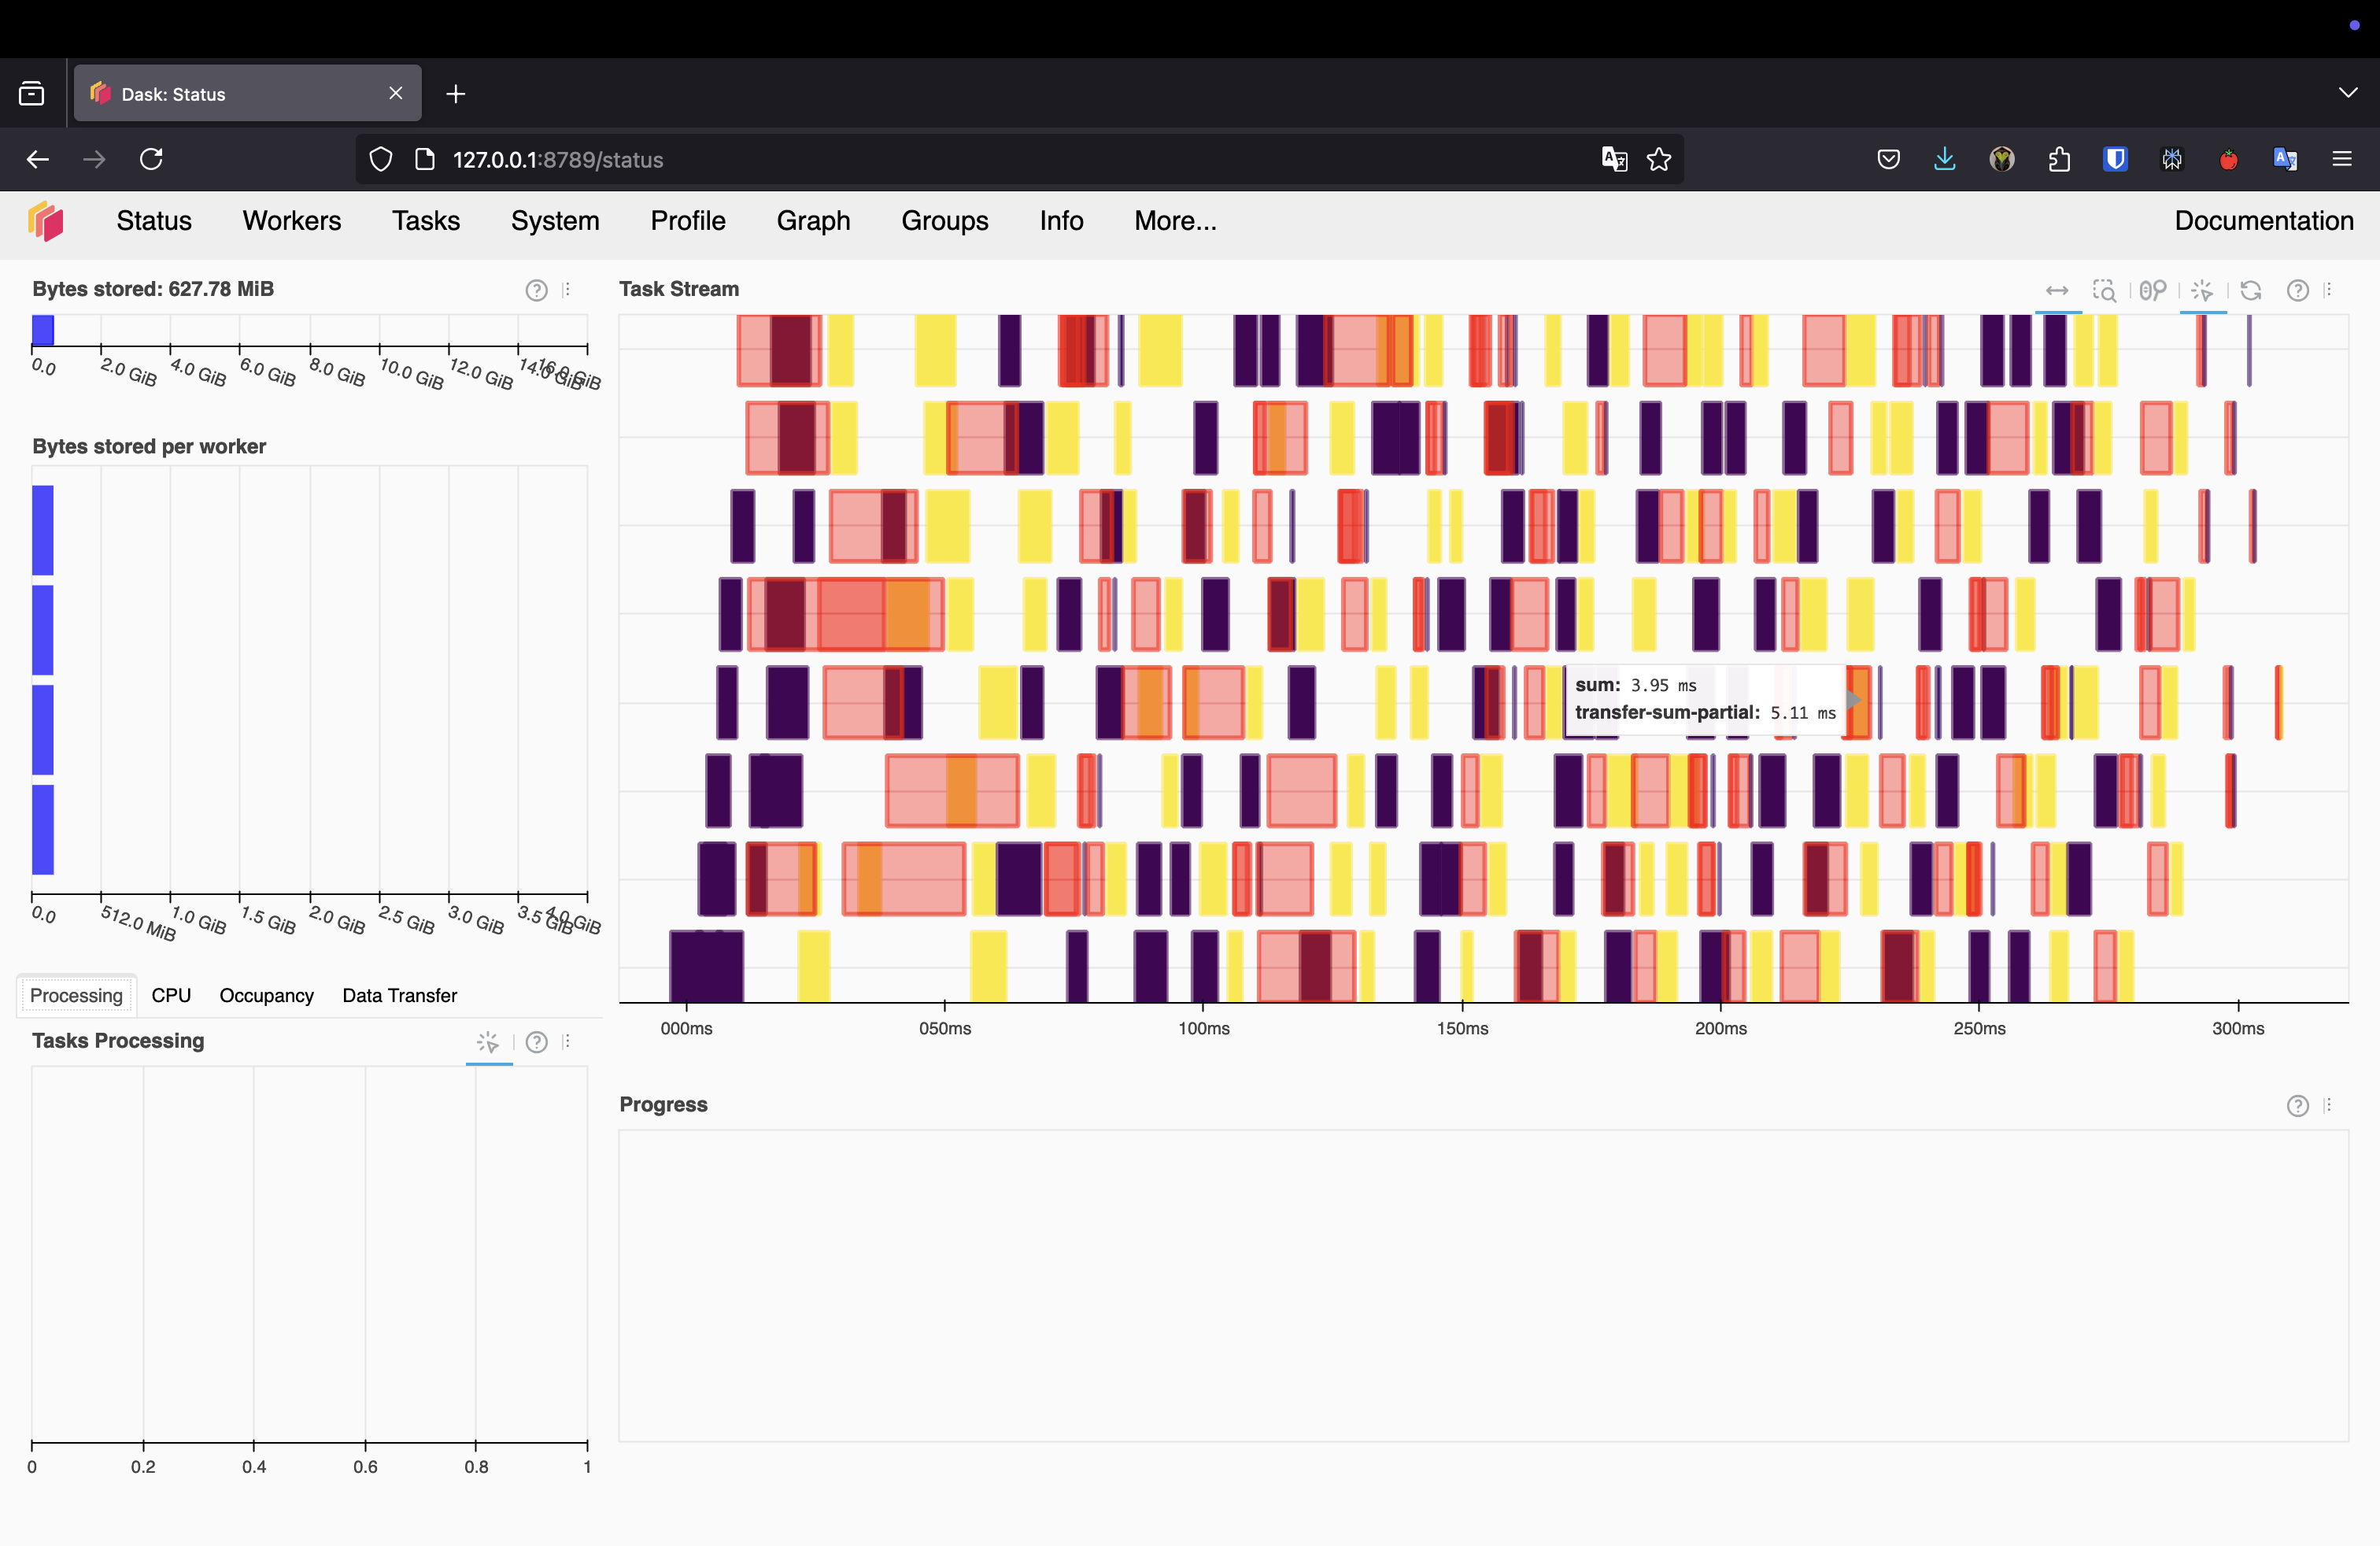 Dask: Status
127.0.0.1:8789/status
Status Workers Tasks System Profile Graph Groups Info More... Documentation
Bytes stored: 627.78 MiB
0.0 2.0 GiB 4.0 GiB 6.0 GiB 8.0 GiB 10.0 GiB 12.0 GiB 14.0 GiB 16.0 GiB
Bytes stored per worker
0.0 512.0 MiB 1.0 GiB 1.5 GiB 2.0 GiB 2.5 GiB 3.0 GiB 3.5 GiB 4.0 GiB
Processing CPU Occupancy Data Transfer
Tasks Processing
0 0.2 0.4 0.6 0.8 1
Task Stream
sum: 3.95 ms
transfer-sum-partial: 5.11 ms
000ms 050ms 100ms 150ms 200ms 250ms 300ms
Progress